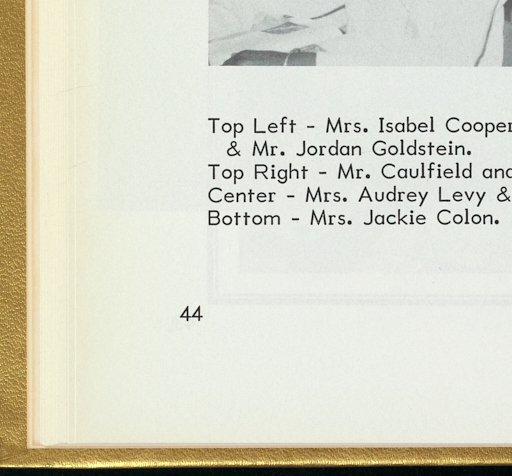 Top Left - Mrs. Isabel Cooper
& Mr. Jordan Goldstein.
Top Right - Mr. Caulfield and
Center - Mrs. Audrey Levy &
Bottom - Mrs. Jackie Colon.
44